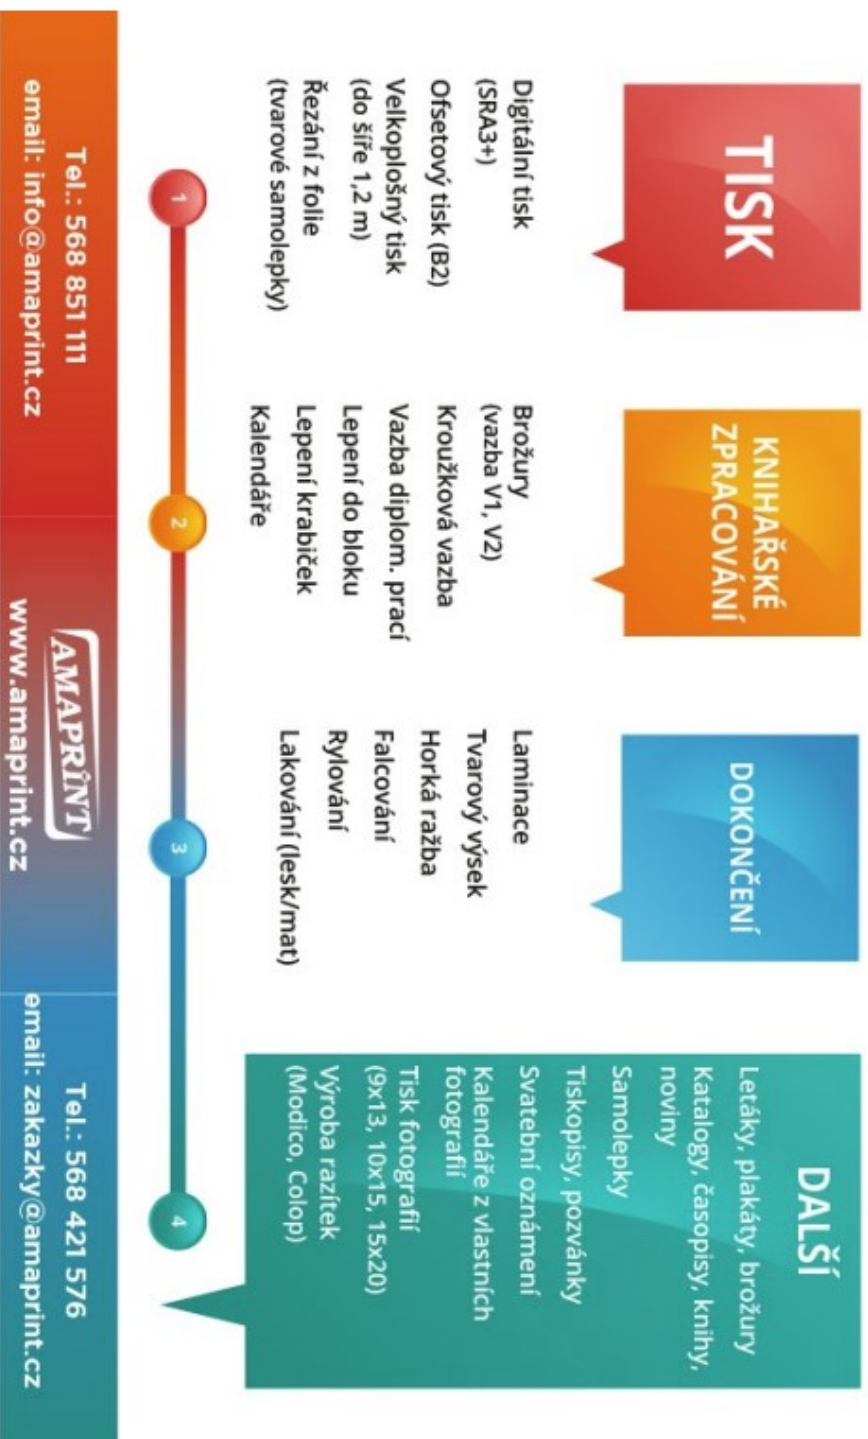 TISK
Digitální tisk
(SRA3+)
Ofsetový tisk (B2)
Velkoplošný tisk
(do šíře 1,2 m)
Řezání z folie
(tvarové samolepky)
KNIHAŘSKÉ
ZPRACOVÁNÍ
Brožury
(vazba V1, V2)
Kroužková vazba
Vazba diplom. prací
Lepení do bloku
Lepení krabiček
Kalendáře
DOKONČENÍ
Laminace
Tvarový výsek
Horká ražba
Falcování
Rylování
Lakování (lesk/mat)
DALŠÍ
Letáky, plakáty, brožury
Katalogy, časopisy, knihy,
noviny
Samolepky
Tiskopisy, pozvánky
Svatební oznámení
Kalendáře z vlastních
fotografií
Tisk fotografií
(9x13, 10x15, 15x20)
Výroba razítek
(Modico, Colop)
1
2
3
4
Tel.: 568 851 111
email: info@amaprint.cz
AMAPRINT
www.amaprint.cz
Tel.: 568 421 576
email: zakazky@amaprint.cz